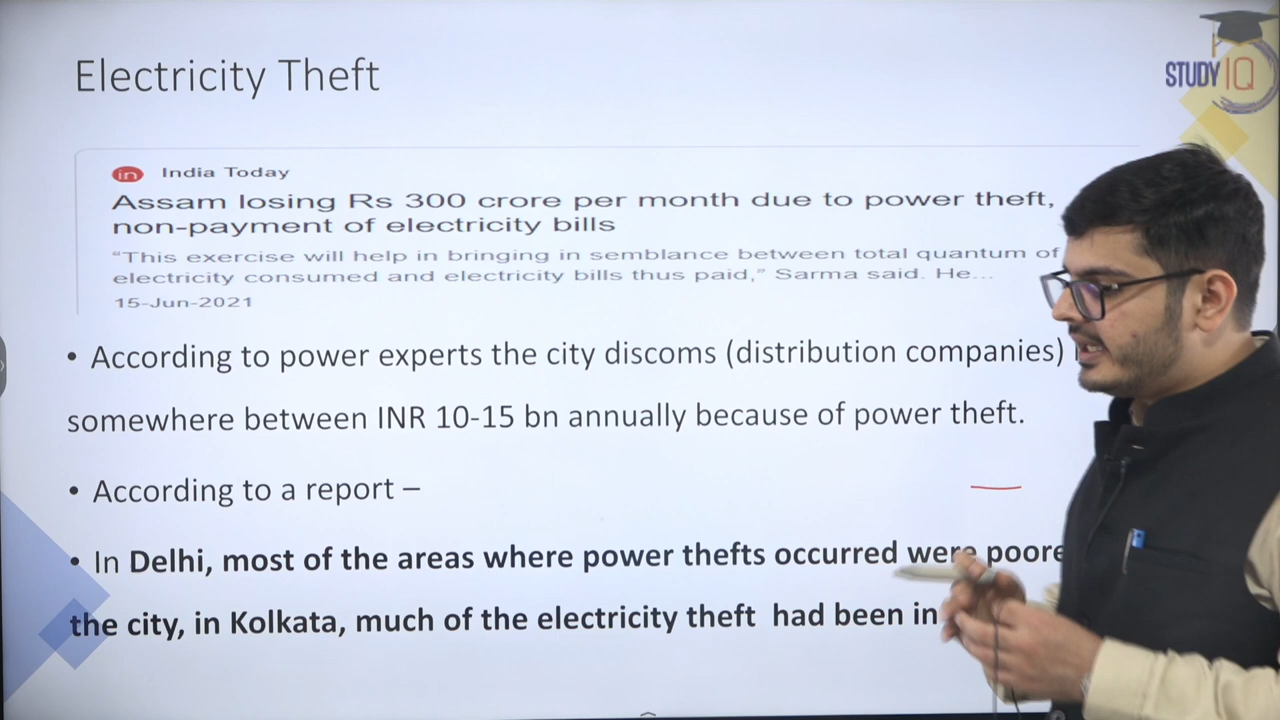 Electricity Theft
STUDY IQ
in India Today
Assam losing Rs 300 crore per month due to power theft,
non-payment of electricity bills
“This exercise will help in bringing in semblance between total quantum of
electricity consumed and electricity bills thus paid,” Sarma said. He...
15-Jun-2021
• According to power experts the city discoms (distribution companies)
somewhere between INR 10-15 bn annually because of power theft.
• According to a report –
• In Delhi, most of the areas where power thefts occurred were
the city, in Kolkata, much of the electricity theft had been in